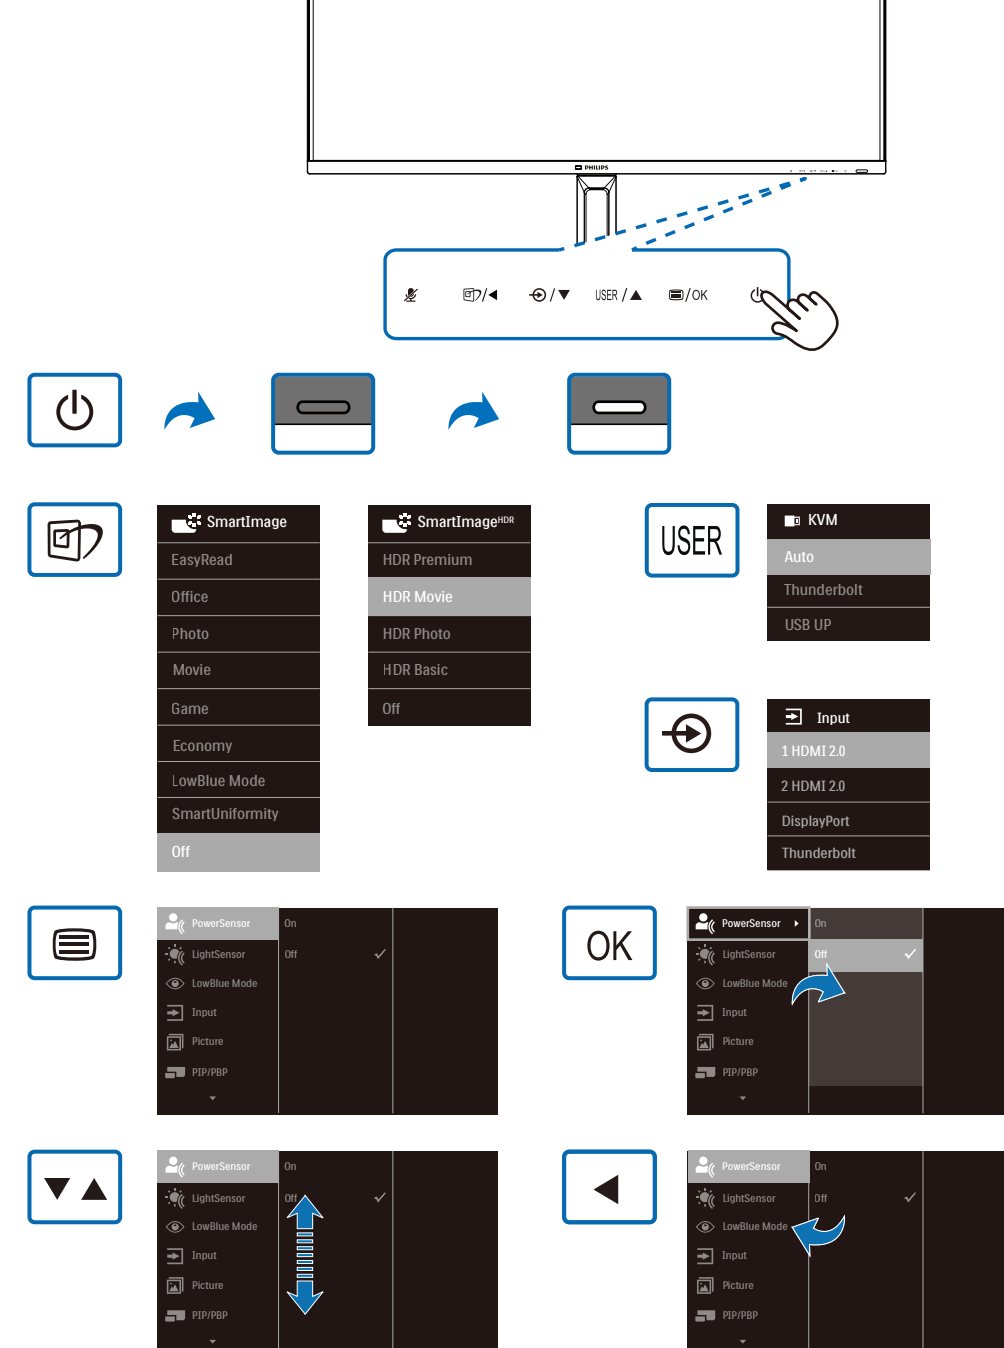 PHILIPS
USER
OK
SmartImage
EasyRead
Office
Photo
Movie
Game
Economy
LowBlue Mode
SmartUniformity
Off
SmartImageHDR
HDR Premium
HDR Movie
HDR Photo
HDR Basic
Off
USER
KVM
Auto
Thunderbolt
USB UP
Input
1 HDMI 2.0
2 HDMI 2.0
DisplayPort
Thunderbolt
PowerSensor On
LightSensor Off
LowBlue Mode
Input
Picture
PIP/PBP
OK
PowerSensor On
LightSensor Off
LowBlue Mode
Input
Picture
PIP/PBP
PowerSensor On
LightSensor Off
LowBlue Mode
Input
Picture
PIP/PBP
PowerSensor On
LightSensor Off
LowBlue Mode
Input
Picture
PIP/PBP